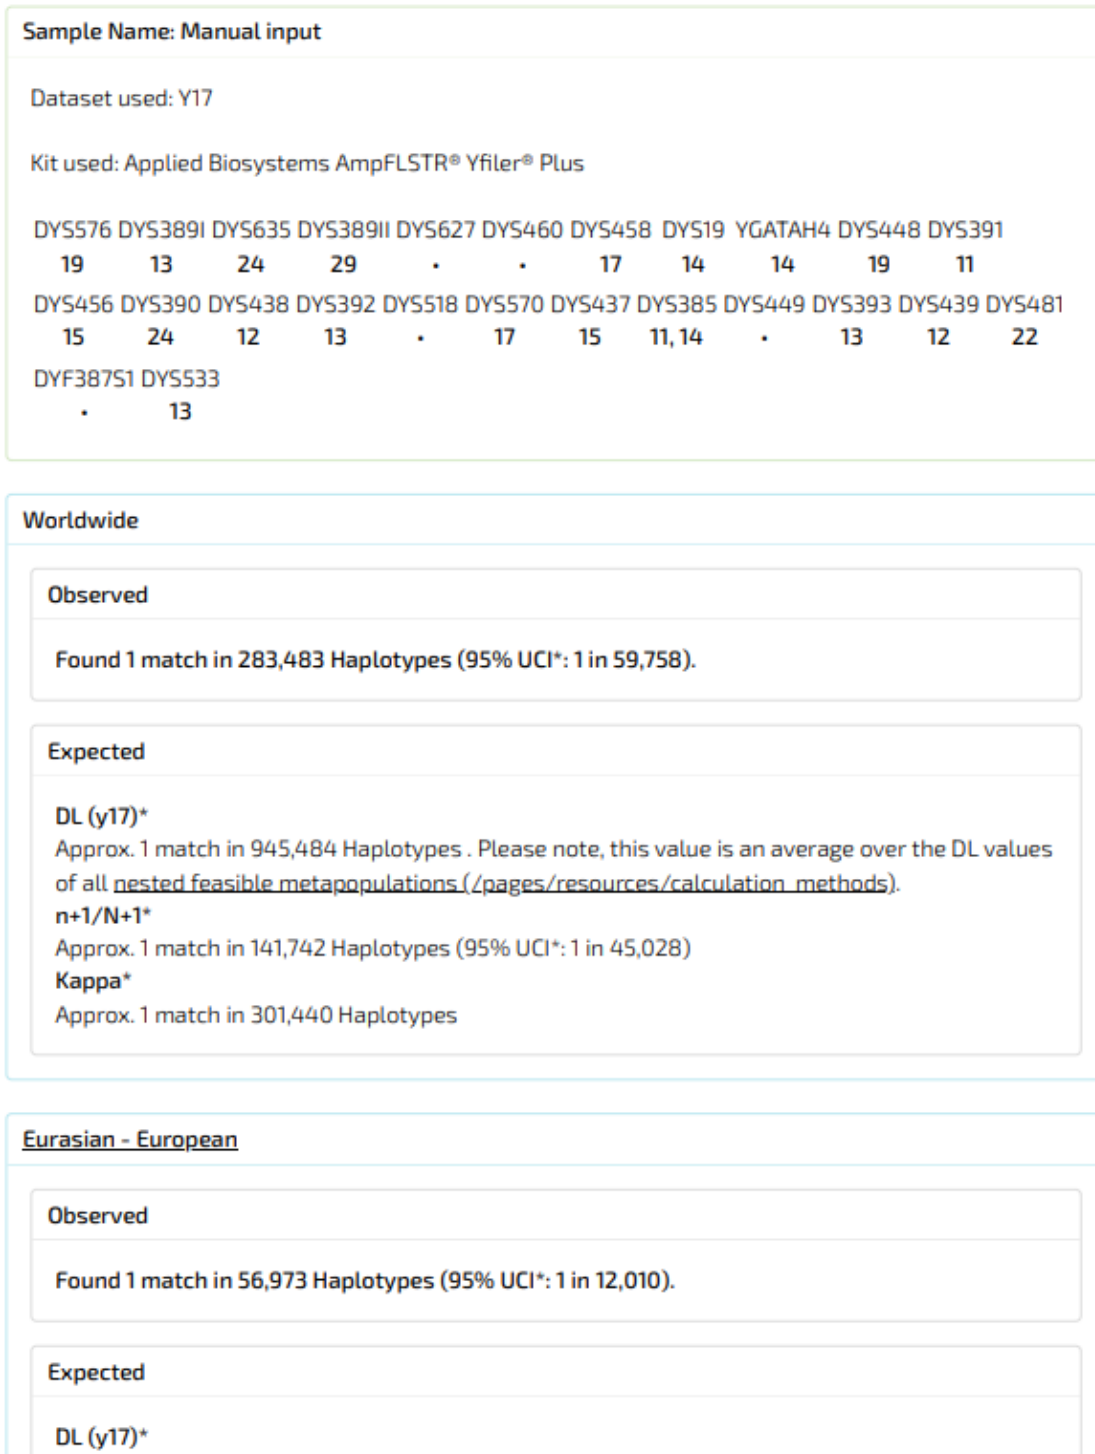 Sample Name: Manual input
Dataset used: Y17
Kit used: Applied Biosystems AmpFLSTR® Yfiler® Plus
DYS576 DYS389I DYS635 DYS389II DYS627 DYS460 DYS458 DYS19 YGATAH4 DYS448 DYS391
19 13 24 29 • • 17 14 14 19 11
DYS456 DYS390 DYS438 DYS392 DYS518 DYS570 DYS437 DYS385 DYS449 DYS393 DYS439 DYS481
15 24 12 13 • 17 15 11, 14 • 13 12 22
DYF387S1 DYS533
• 13
Worldwide
Observed
Found 1 match in 283,483 Haplotypes (95% UCI*: 1 in 59,758).
Expected
DL (y17)*
Approx. 1 match in 945,484 Haplotypes . Please note, this value is an average over the DL values
of all nested feasible metapopulations (/pages/resources/calculation_methods).
n+1/N+1*
Approx. 1 match in 141,742 Haplotypes (95% UCI*: 1 in 45,028)
Kappa*
Approx. 1 match in 301,440 Haplotypes
Eurasian - European
Observed
Found 1 match in 56,973 Haplotypes (95% UCI*: 1 in 12,010).
Expected
DL (y17)*